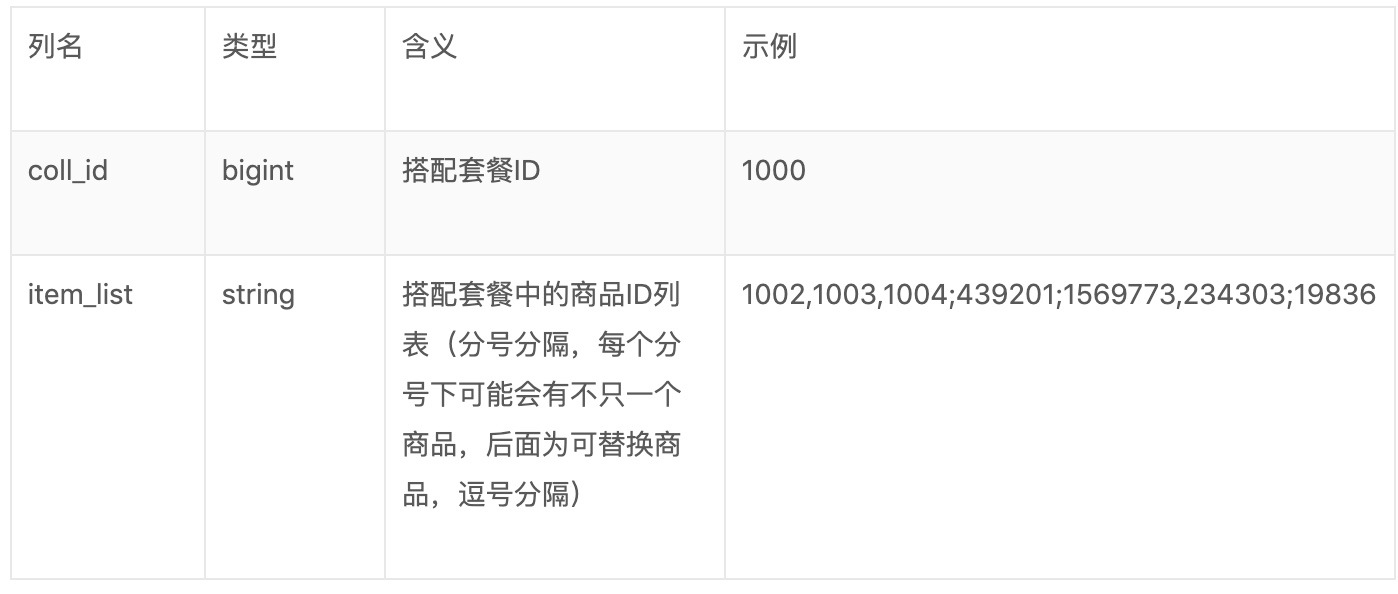 列名 类型 含义 示例
coll_id bigint 搭配套餐ID 1000
item_list string 搭配套餐中的商品ID列 1002,1003,1004;439201;1569773,234303;19836
表（分号分隔，每个分
号下可能会有不只一个
商品，后面为可替换商
品，逗号分隔）